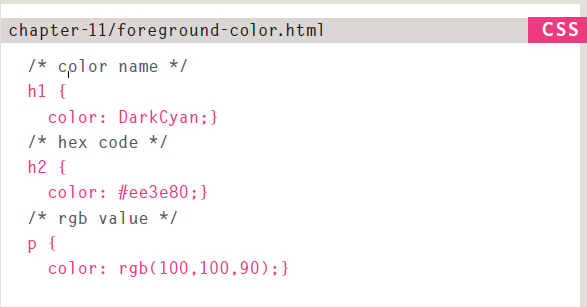 chapter-11/foreground-color.html CSS
/* color name */
h1 {
color: DarkCyan;}
/* hex code */
h2 {
color: #ee3e80;}
/* rgb value */
p {
color: rgb(100,100,90);}